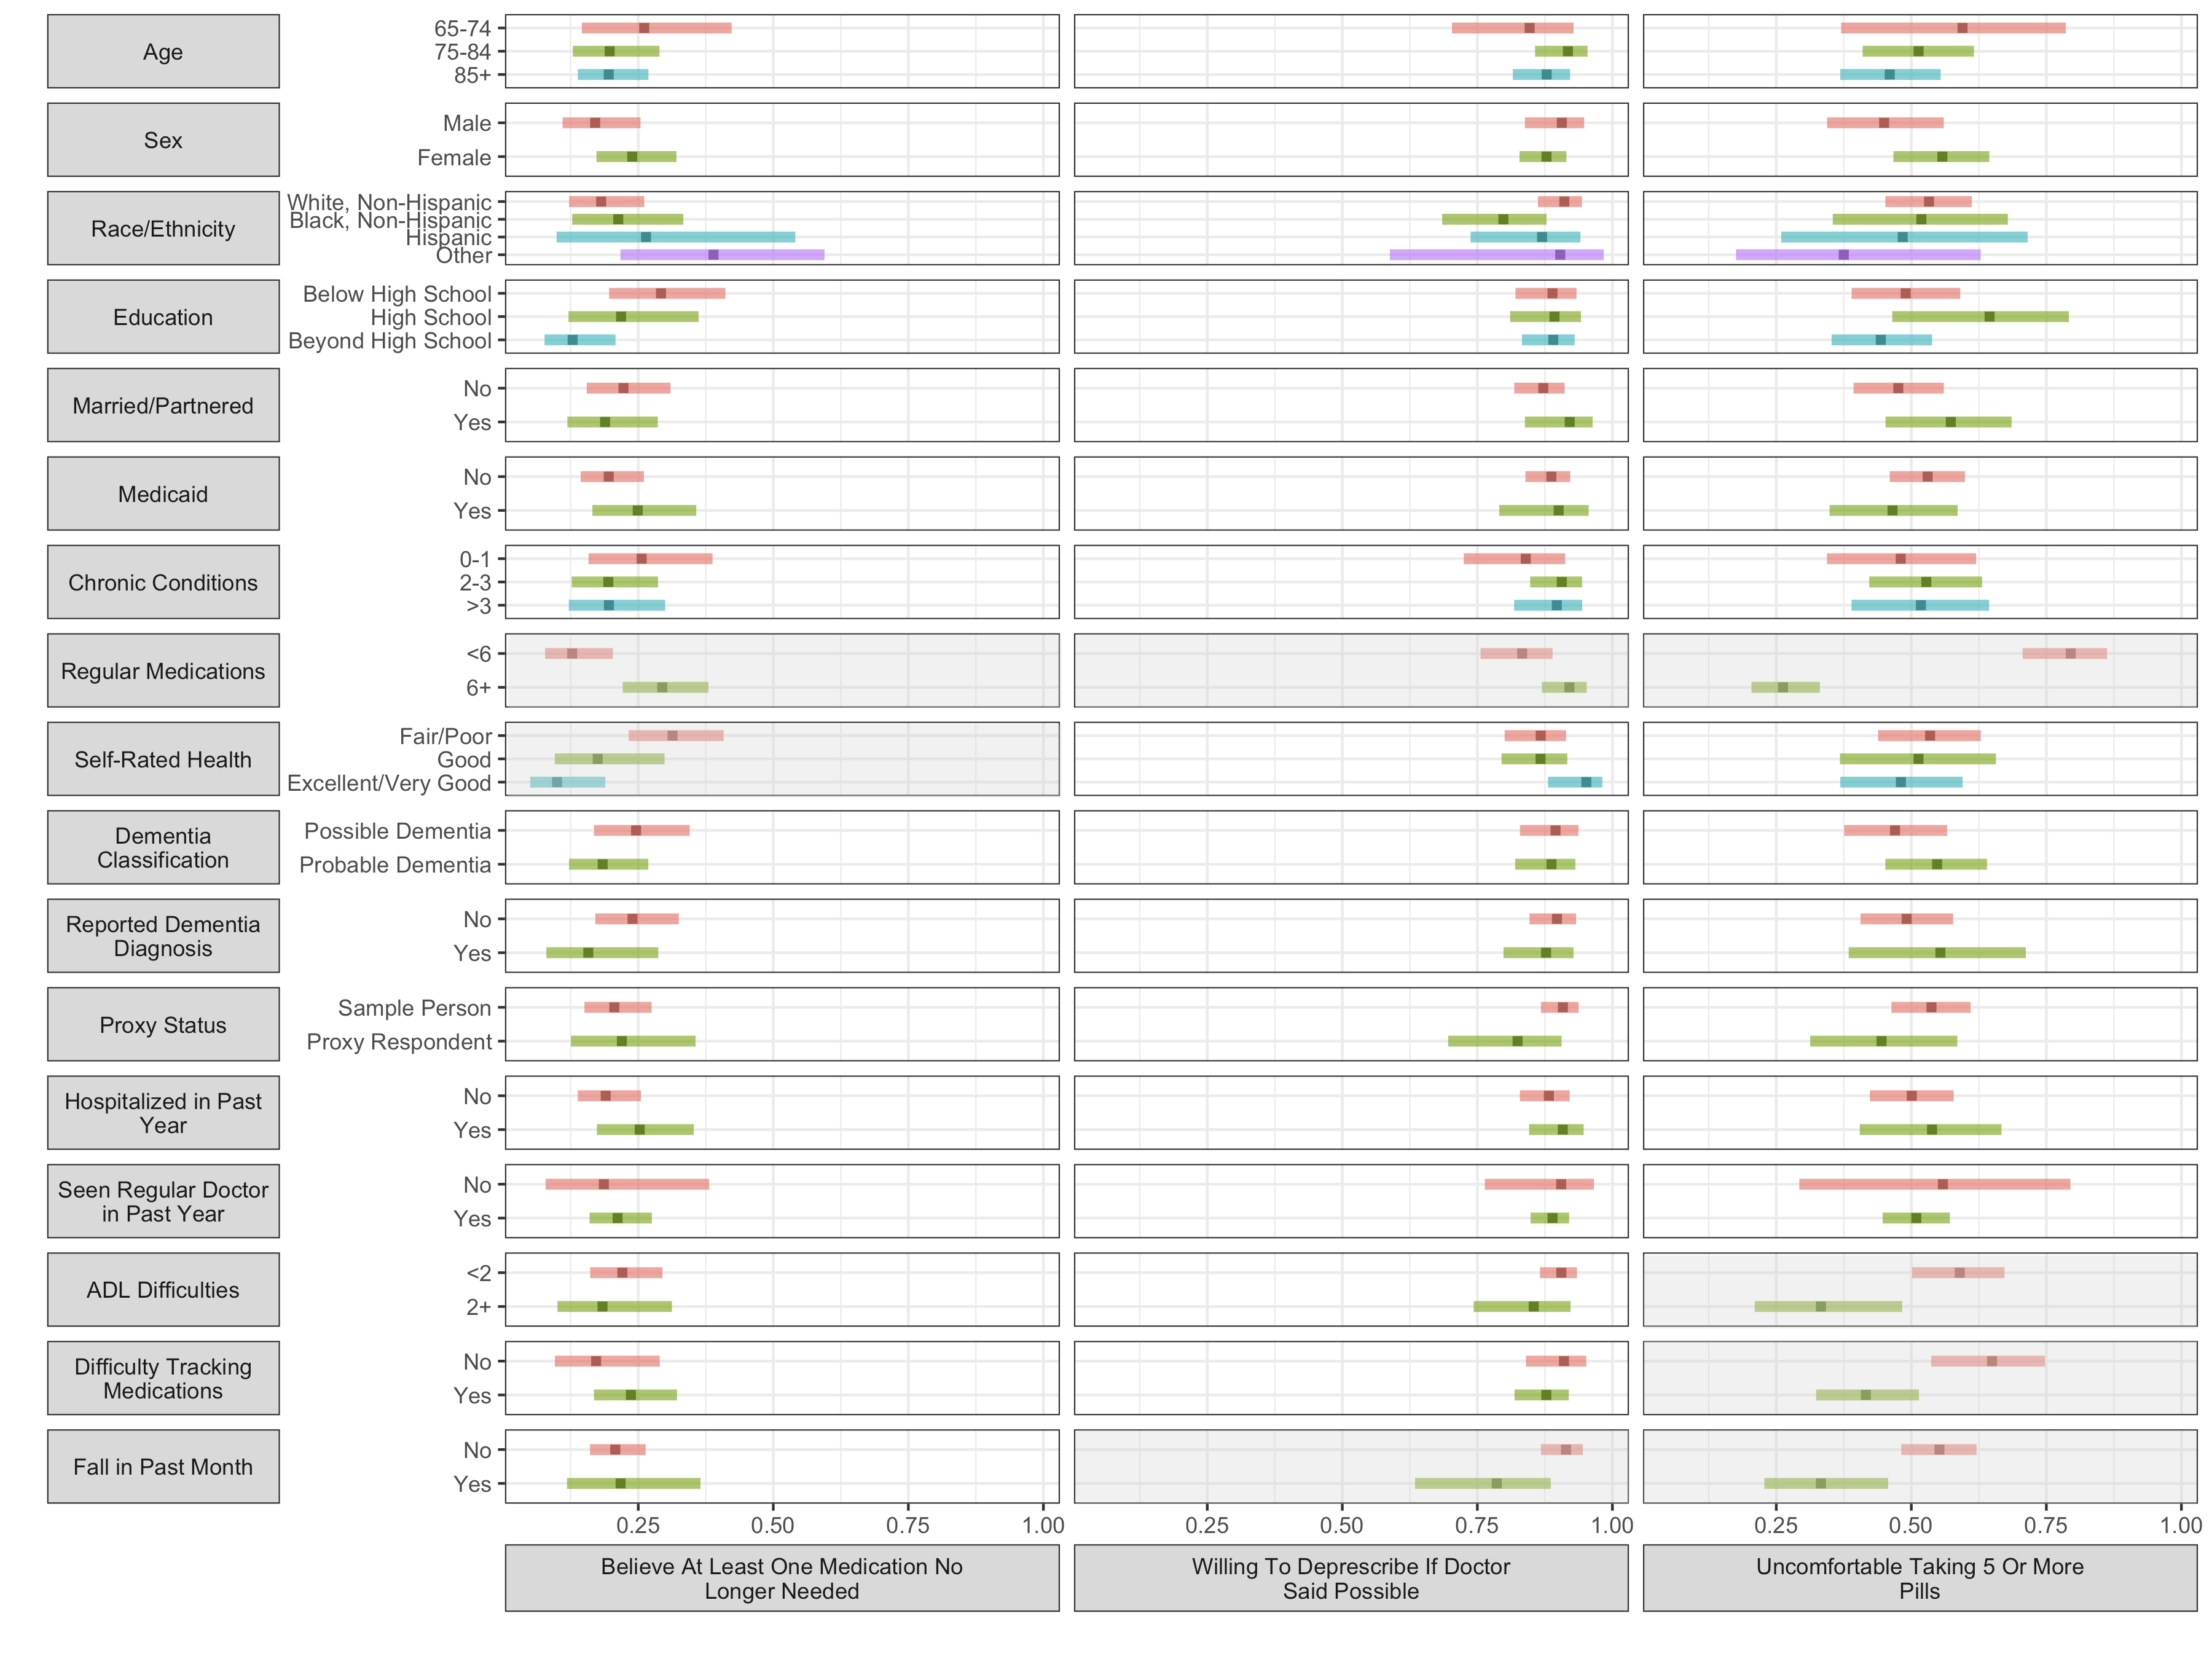 Age
65-74
75-84
85+
Sex
Male
Female
Race/Ethnicity
White, Non-Hispanic
Black, Non-Hispanic
Hispanic
Other
Education
Below High School
High School
Beyond High School
Married/Partnered
No
Yes
Medicaid
No
Yes
Chronic Conditions
0-1
2-3
>3
Regular Medications
<6
6+
Self-Rated Health
Fair/Poor
Good
Excellent/Very Good
Dementia
Classification
Possible Dementia
Probable Dementia
Reported Dementia
Diagnosis
No
Yes
Proxy Status
Sample Person
Proxy Respondent
Hospitalized in Past
Year
No
Yes
Seen Regular Doctor
in Past Year
No
Yes
ADL Difficulties
<2
2+
Difficulty Tracking
Medications
No
Yes
Fall in Past Month
No
Yes
0.25 0.50 0.75 1.00
0.25 0.50 0.75 1.00
0.25 0.50 0.75 1.00
Believe At Least One Medication No
Longer Needed
Willing To Deprescribe If Doctor
Said Possible
Uncomfortable Taking 5 Or More
Pills